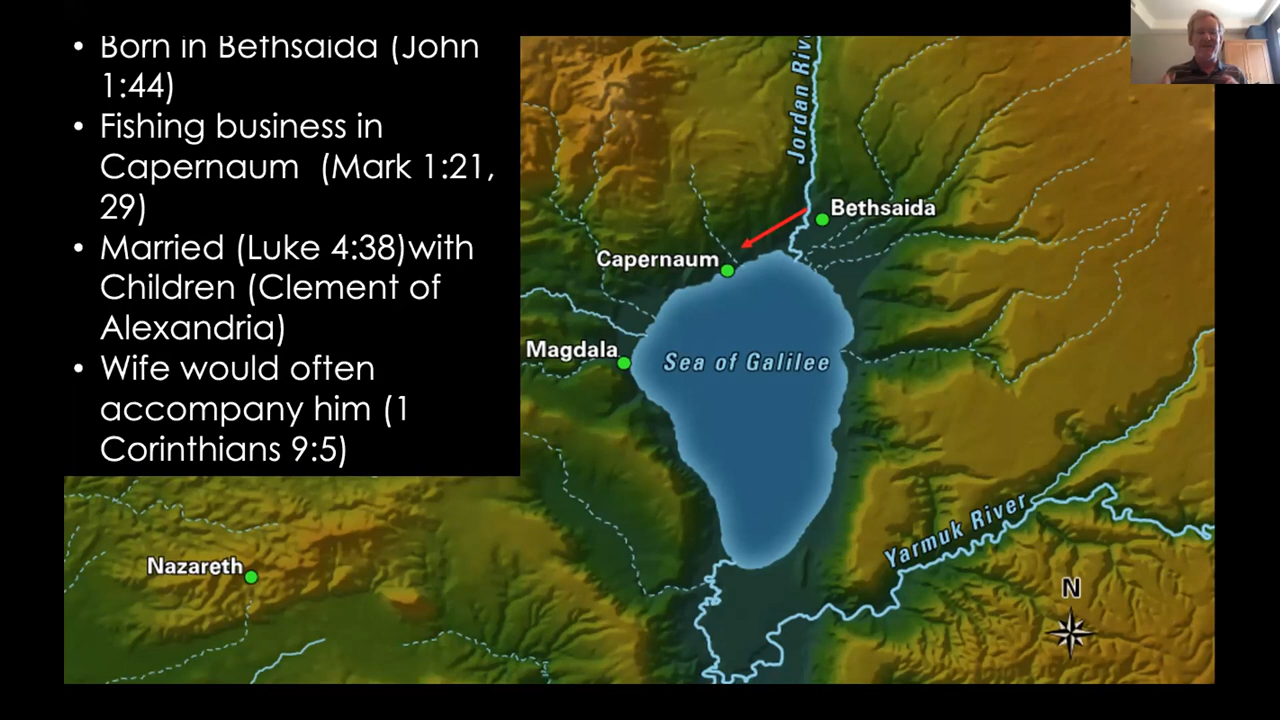 • Born in Bethsaida (John
1:44)
• Fishing business in
Capernaum  (Mark 1:21,
29)
• Married (Luke 4:38)with
Children (Clement of
Alexandria)
• Wife would often
accompany him (1
Corinthians 9:5)
Jordan Riv
Bethsaida
Capernaum
Magdala
Sea of Galilee
Yarmuk River
Nazareth
N